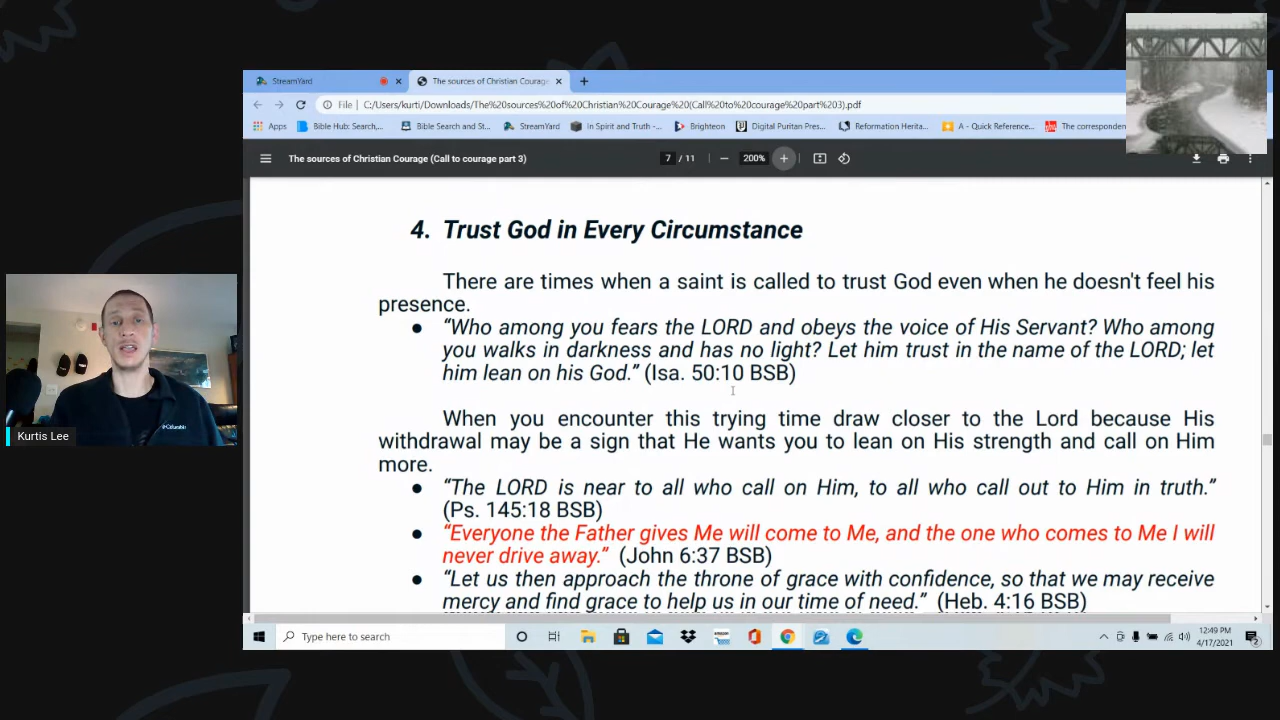 StreamYard
The sources of Christian Courage
File
C:/Users/kurti/Downloads/The%20sources%20of%20Christian%20Courage%20(Call%20to%20courage%20part%203).pdf
Apps
Bible Hub: Search,...
Bible Search and St...
StreamYard
In Spirit and Truth -...
Brighteon
Digital Puritan Pres...
Reformation Herita...
A - Quick Reference...
The corresponden
The sources of Christian Courage (Call to courage part 3)
7 / 11
200%
4. Trust God in Every Circumstance
There are times when a saint is called to trust God even when he doesn't feel his
presence.
● “Who among you fears the LORD and obeys the voice of His Servant? Who among
you walks in darkness and has no light? Let him trust in the name of the LORD; let
him lean on his God.” (Isa. 50:10 BSB)
When you encounter this trying time draw closer to the Lord because His
withdrawal may be a sign that He wants you to lean on His strength and call on Him
more.
● “The LORD is near to all who call on Him, to all who call out to Him in truth.”
(Ps. 145:18 BSB)
● “Everyone the Father gives Me will come to Me, and the one who comes to Me I will
never drive away.” (John 6:37 BSB)
● “Let us then approach the throne of grace with confidence, so that we may receive
mercy and find grace to help us in our time of need.” (Heb. 4:16 BSB)
Columbia
Kurtis Lee
Type here to search
amazon
12:49 PM
4/17/2021
2